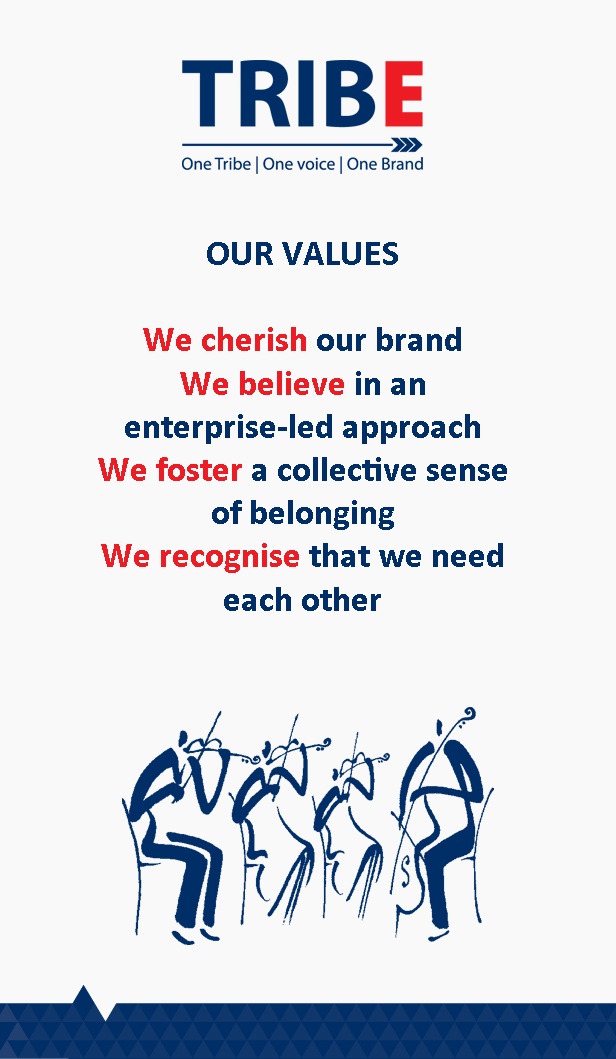 TRIBE
One Tribe | One voice | One Brand
OUR VALUES
We cherish our brand
We believe in an
enterprise-led approach
We foster a collective sense
of belonging
We recognise that we need
each other